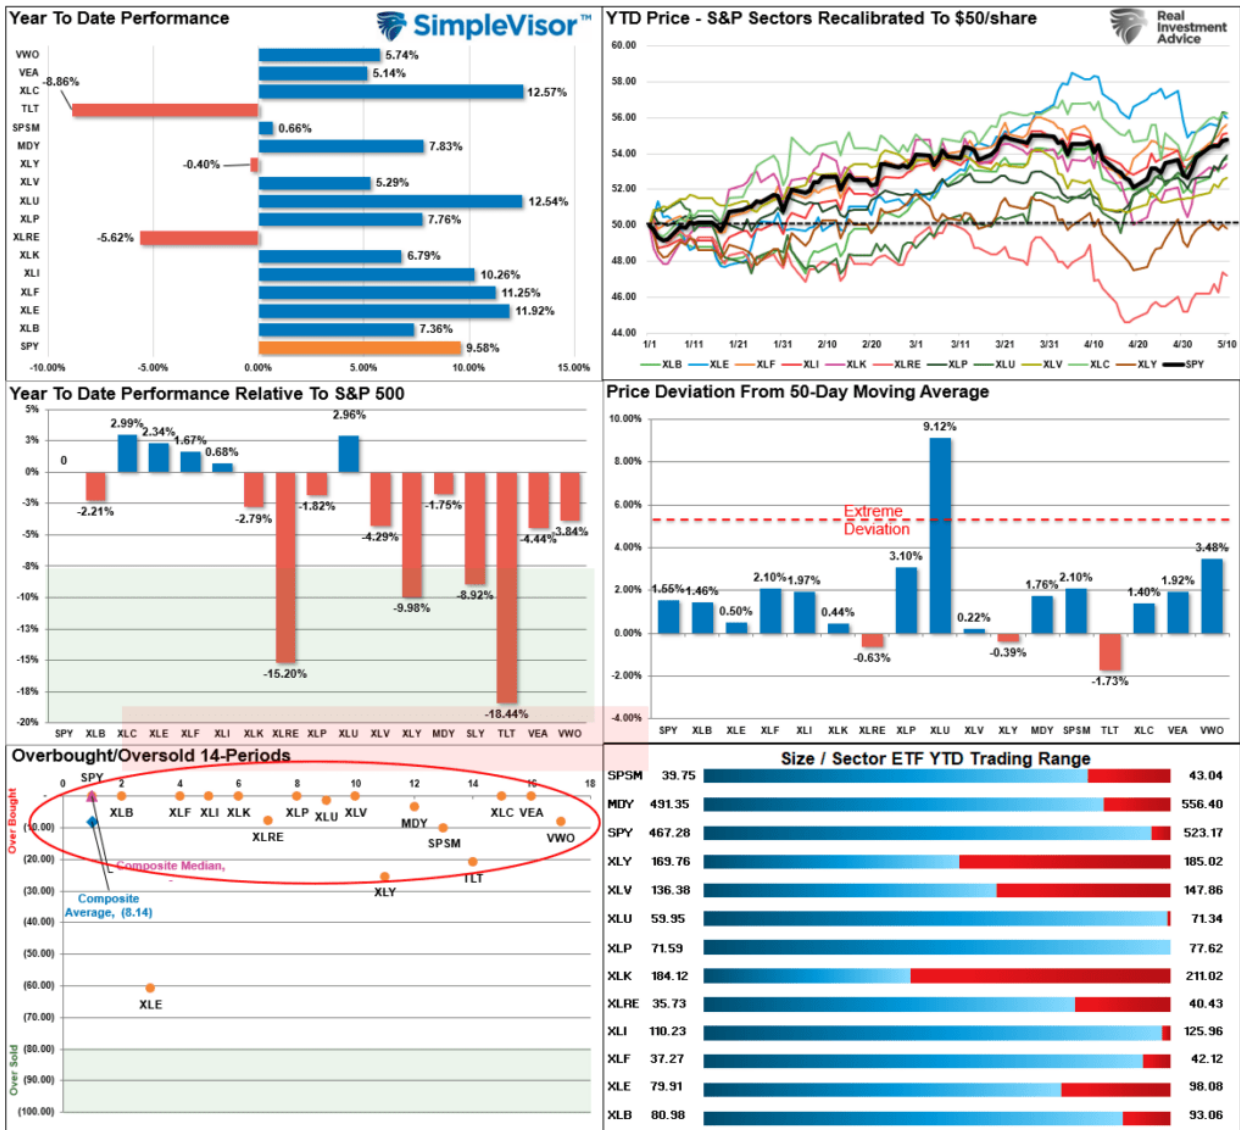 Year To Date Performance
SimpleVisor™
VWO 5.74%
VEA 5.14%
XLC 12.57%
TLT -8.86%
SPSM 0.66%
MDY 7.83%
XLY -0.40%
XLV 5.29%
XLU 12.54%
XLP 7.76%
XLRE -5.62%
XLK 6.79%
XLI 10.26%
XLF 11.25%
XLE 11.92%
XLB 7.36%
SPY 9.58%
-10.00% -5.00% 0.00% 5.00% 10.00% 15.00%
YTD Price - S&P Sectors Recalibrated To $50/share
Real
Investment
Advice
60.00
58.00
56.00
54.00
52.00
50.00
48.00
46.00
44.00
1/1 1/11 1/21 1/31 2/10 2/20 3/1 3/11 3/21 3/31 4/10 4/20 4/30 5/10
XLB XLE XLF XLI XLK XLRE XLP XLU XLV XLC XLY SPY
Year To Date Performance Relative To S&P 500
5%
3%
0%
-3%
-5%
-8%
-10%
-13%
-15%
-18%
-20%
0 -2.21% 2.99% 2.34% 1.67% 0.68% -2.79% -15.20% -1.82% 2.96% -4.29% -9.98% -1.75% -8.92% -18.44% -4.44% -3.84%
SPY XLB XLC XLE XLF XLI XLK XLRE XLP XLU XLV XLY MDY SLY TLT VEA VWO
Price Deviation From 50-Day Moving Average
10.00%
8.00%
6.00%
4.00%
2.00%
0.00%
-2.00%
-4.00%
Extreme
Deviation
1.55% 1.46% 0.50% 2.10% 1.97% 0.44% -0.63% 3.10% 9.12% 0.22% -0.39% 1.76% 2.10% -1.73% 1.40% 1.92% 3.48%
SPY XLB XLE XLF XLI XLK XLRE XLP XLU XLV XLY MDY SPSM TLT XLC VEA VWO
Overbought/Oversold 14-Periods
0 2 4 6 8 10 12 14 16 18
Over Bought
Over Sold
-
(10.00)
(20.00)
(30.00)
(40.00)
(50.00)
(60.00)
(70.00)
(80.00)
(90.00)
(100.00)
SPY
XLB XLF XLI XLK XLP XLU XLV XLC VEA
XLRE MDY SPSM VWO
XLY TLT
XLE
Composite Median,
-
Composite
Average, (8.14)
Size / Sector ETF YTD Trading Range
SPSM 39.75 43.04
MDY 491.35 556.40
SPY 467.28 523.17
XLY 169.76 185.02
XLV 136.38 147.86
XLU 59.95 71.34
XLP 71.59 77.62
XLK 184.12 211.02
XLRE 35.73 40.43
XLI 110.23 125.96
XLF 37.27 42.12
XLE 79.91 98.08
XLB 80.98 93.06